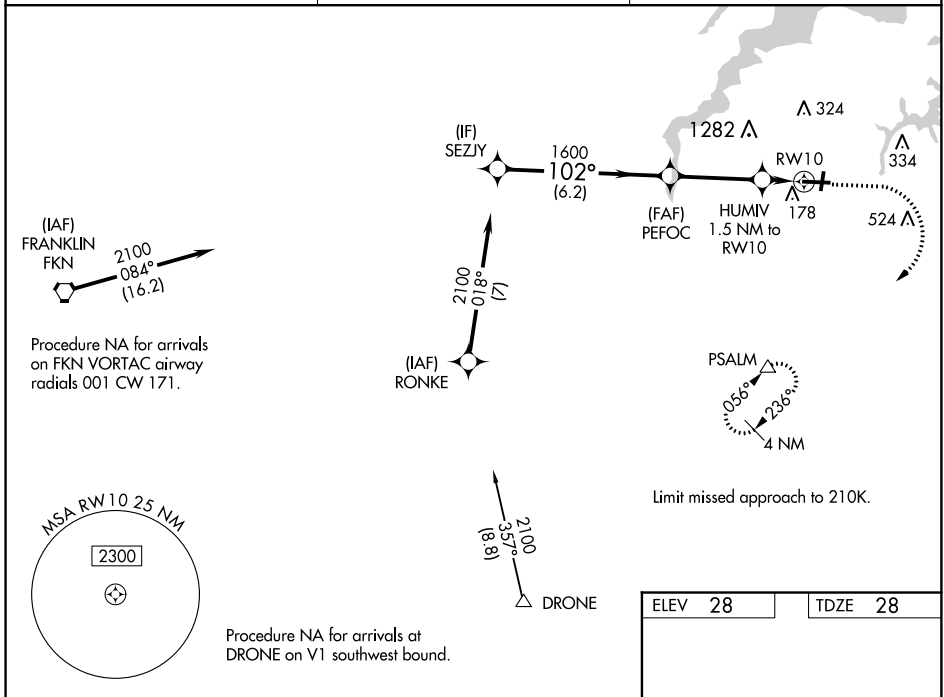 324
1282
(IF)
SEZJY
1600
102°
(6.2)
RW10
334
(FAF)
PEFOC
HUMIV
1.5 NM to
RW10
178
524
(IAF)
FRANKLIN
FKN
2100
084°
(16.2)
2100
018°
(7)
Procedure NA for arrivals
on FKN VORTAC airway
radials 001 CW 171.
(IAF)
RONKE
PSALM
056°
236°
4 NM
Limit missed approach to 210K.
MSA RW10 25 NM
2300
2100
357°
(8.8)
DRONE
Procedure NA for arrivals at
DRONE on V1 southwest bound.
ELEV 28
TDZE 28